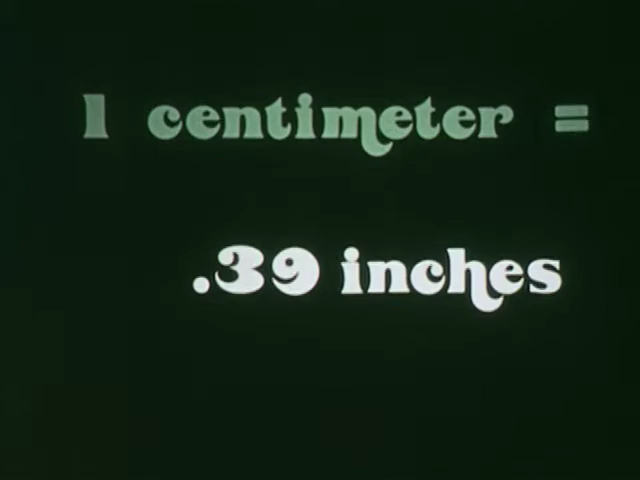 1 centimeter =
.39 inches